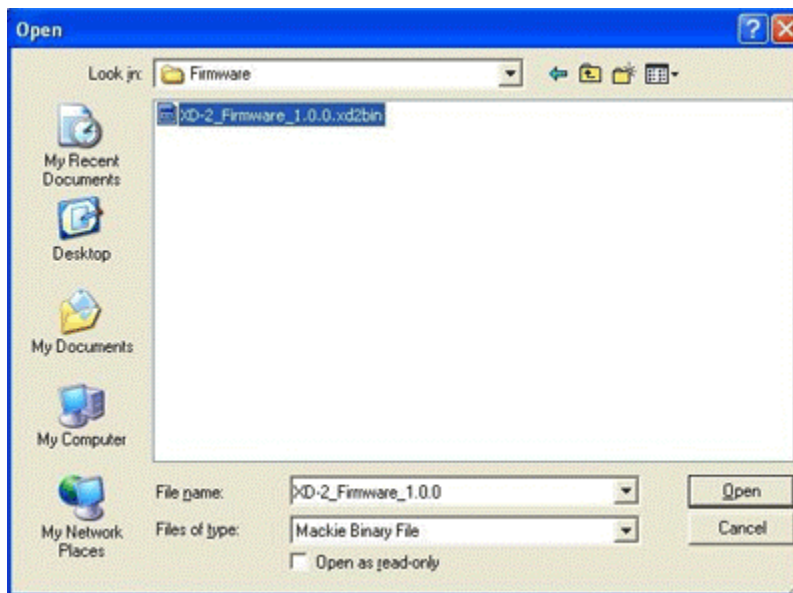 Open
Look in: Firmware
XD-2_Firmware_1.0.0.xd2bin
My Recent
Documents
Desktop
My Documents
My Computer
My Network
Places
File name: XD-2_Firmware_1.0.0 Open
Files of type: Mackie Binary File Cancel
Open as read-only